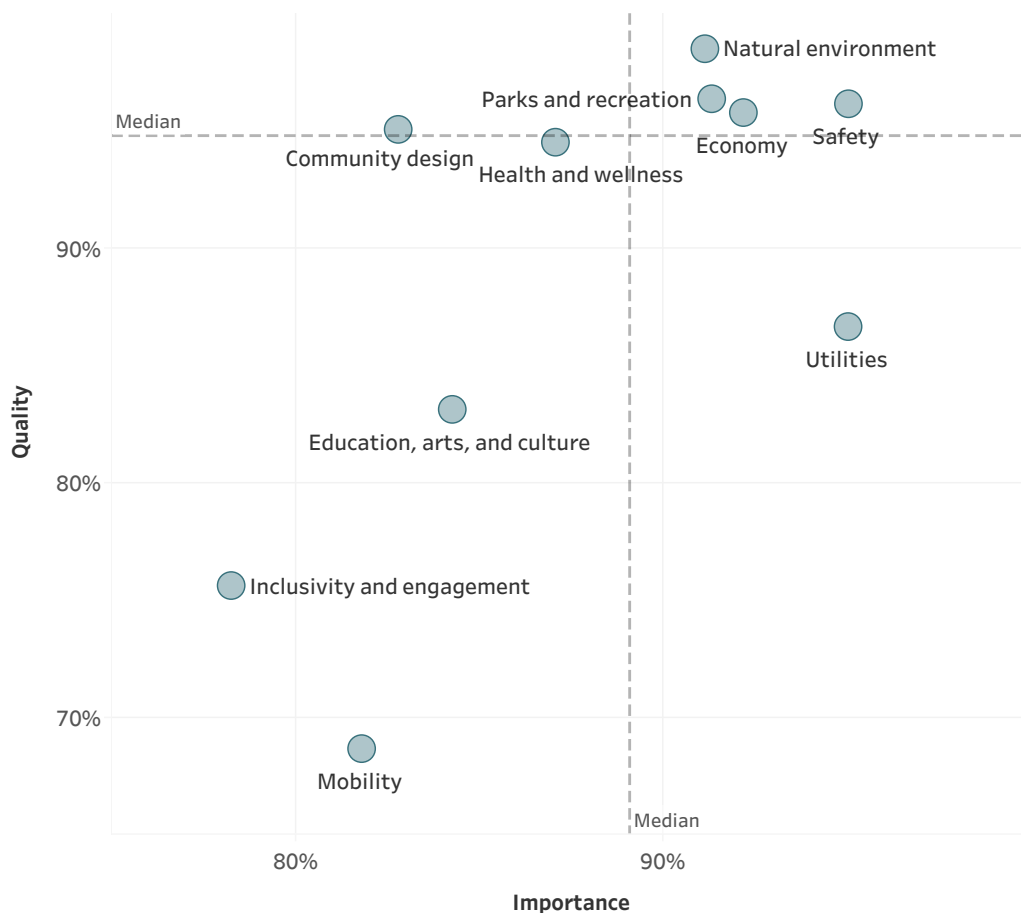 Natural environment
Parks and recreation
Median
Safety
Economy
Community design
Health and wellness
90%
Utilities
Quality
Education, arts, and culture
80%
Inclusivity and engagement
70%
Mobility
Median
80%
90%
Importance